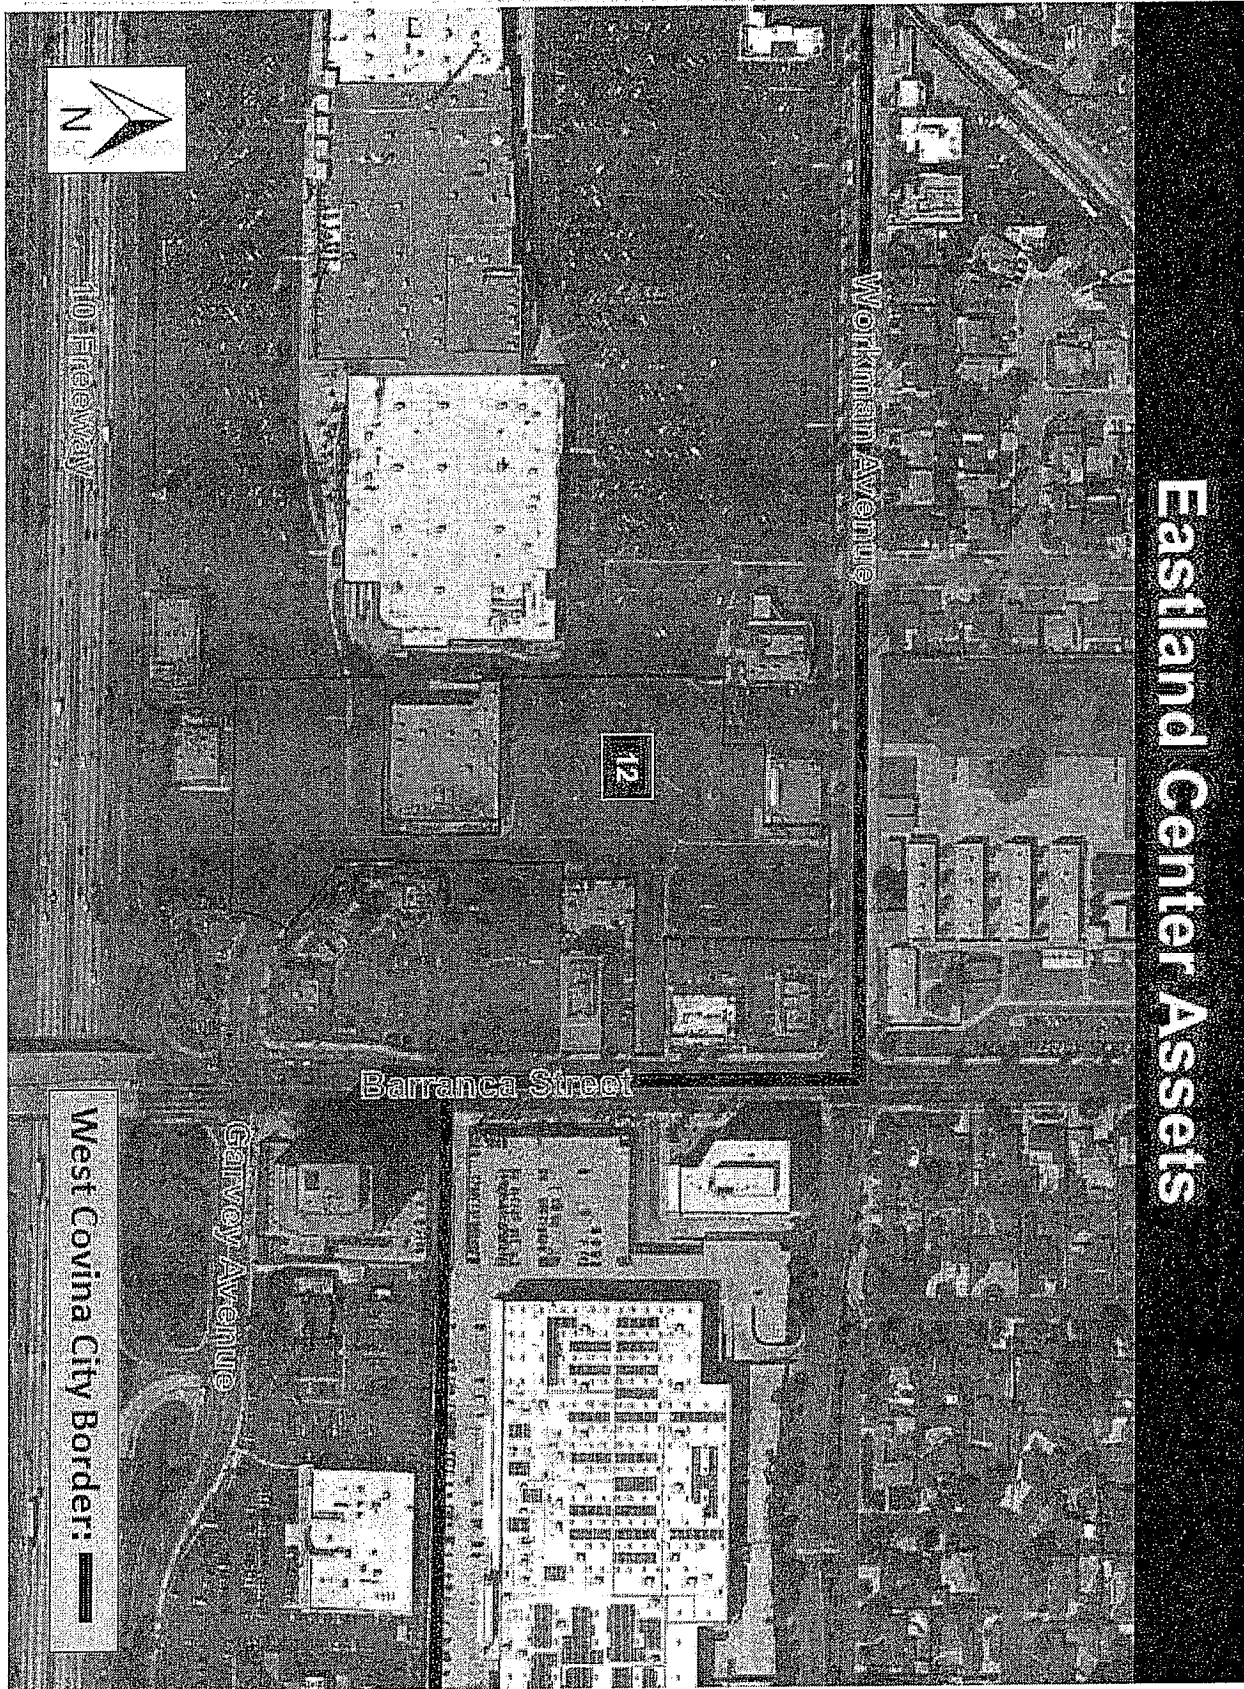 Eastland Center Assets
Workman Avenue
12
Barranca Street
10 Freeway
Garvey Avenue
N
West Covina City Border: